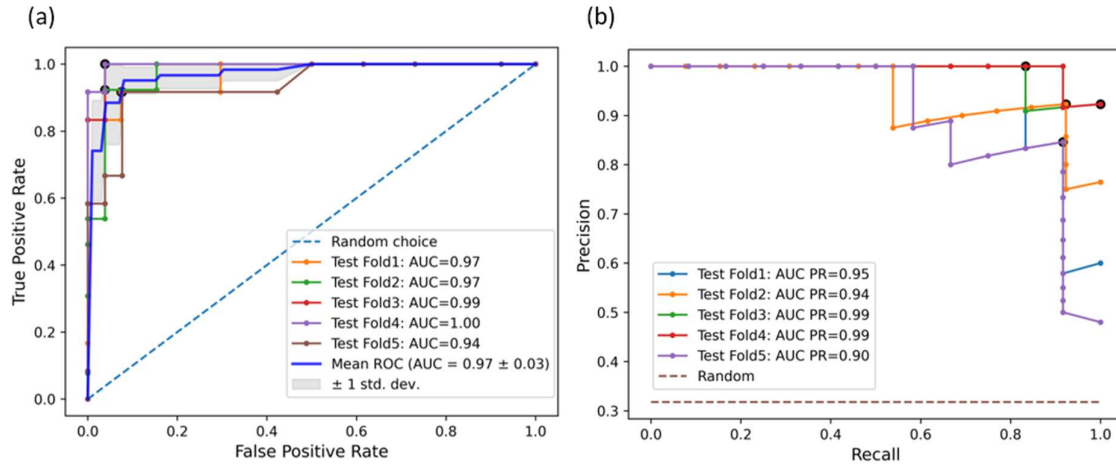 (a)
1.0
0.8
0.6
0.4
0.2
0.0
True Positive Rate
0.0 0.2 0.4 0.6 0.8 1.0
False Positive Rate
Random choice
Test Fold1: AUC=0.97
Test Fold2: AUC=0.97
Test Fold3: AUC=0.99
Test Fold4: AUC=1.00
Test Fold5: AUC=0.94
Mean ROC (AUC = 0.97 ± 0.03)
± 1 std. dev.
(b)
1.0
0.9
0.8
0.7
0.6
0.5
0.4
0.3
Precision
0.0 0.2 0.4 0.6 0.8 1.0
Recall
Test Fold1: AUC PR=0.95
Test Fold2: AUC PR=0.94
Test Fold3: AUC PR=0.99
Test Fold4: AUC PR=0.99
Test Fold5: AUC PR=0.90
Random